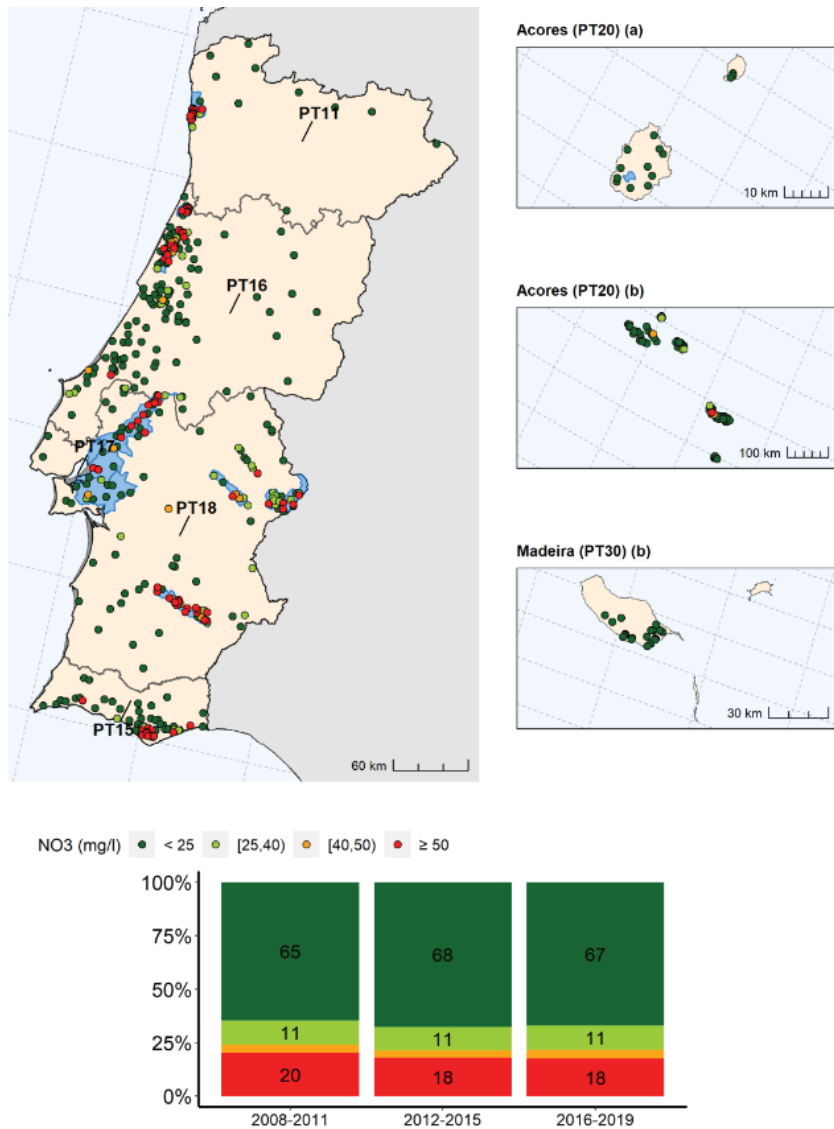 Acores (PT20) (a)
PT11
10 km
PT16
Acores (PT20) (b)
100 km
PT17
PT18
Madeira (PT30) (b)
30 km
PT15
60 km
NO3 (mg/l) < 25 [25,40) [40,50) ≥ 50
100%
75%
50%
25%
0%
65 68 67
11 11 11
20 18 18
2008-2011 2012-2015 2016-2019